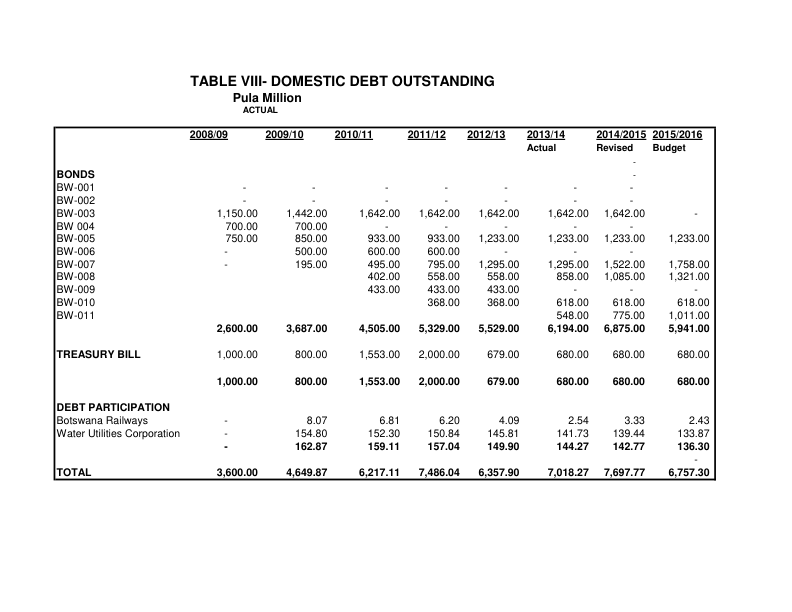 TABLE VIII- DOMESTIC DEBT OUTSTANDING
Pula Million
ACTUAL
2008/09 2009/10 2010/11 2011/12 2012/13 2013/14 2014/2015 2015/2016
Actual Revised Budget
-
BONDS -
BW-001 - - - - - - -
BW-002 - - - - - - -
BW-003 1,150.00 1,442.00 1,642.00 1,642.00 1,642.00 1,642.00 1,642.00 -
BW 004 700.00 700.00 - - - - -
BW-005 750.00 850.00 933.00 933.00 1,233.00 1,233.00 1,233.00 1,233.00
BW-006 - 500.00 600.00 600.00 - - -
BW-007 - 195.00 495.00 795.00 1,295.00 1,295.00 1,522.00 1,758.00
BW-008 402.00 558.00 558.00 858.00 1,085.00 1,321.00
BW-009 433.00 433.00 433.00 - - -
BW-010 368.00 368.00 618.00 618.00 618.00
BW-011 548.00 775.00 1,011.00
2,600.00 3,687.00 4,505.00 5,329.00 5,529.00 6,194.00 6,875.00 5,941.00
TREASURY BILL 1,000.00 800.00 1,553.00 2,000.00 679.00 680.00 680.00 680.00
1,000.00 800.00 1,553.00 2,000.00 679.00 680.00 680.00 680.00
DEBT PARTICIPATION
Botswana Railways - 8.07 6.81 6.20 4.09 2.54 3.33 2.43
Water Utilities Corporation - 154.80 152.30 150.84 145.81 141.73 139.44 133.87
- 162.87 159.11 157.04 149.90 144.27 142.77 136.30
-
TOTAL 3,600.00 4,649.87 6,217.11 7,486.04 6,357.90 7,018.27 7,697.77 6,757.30